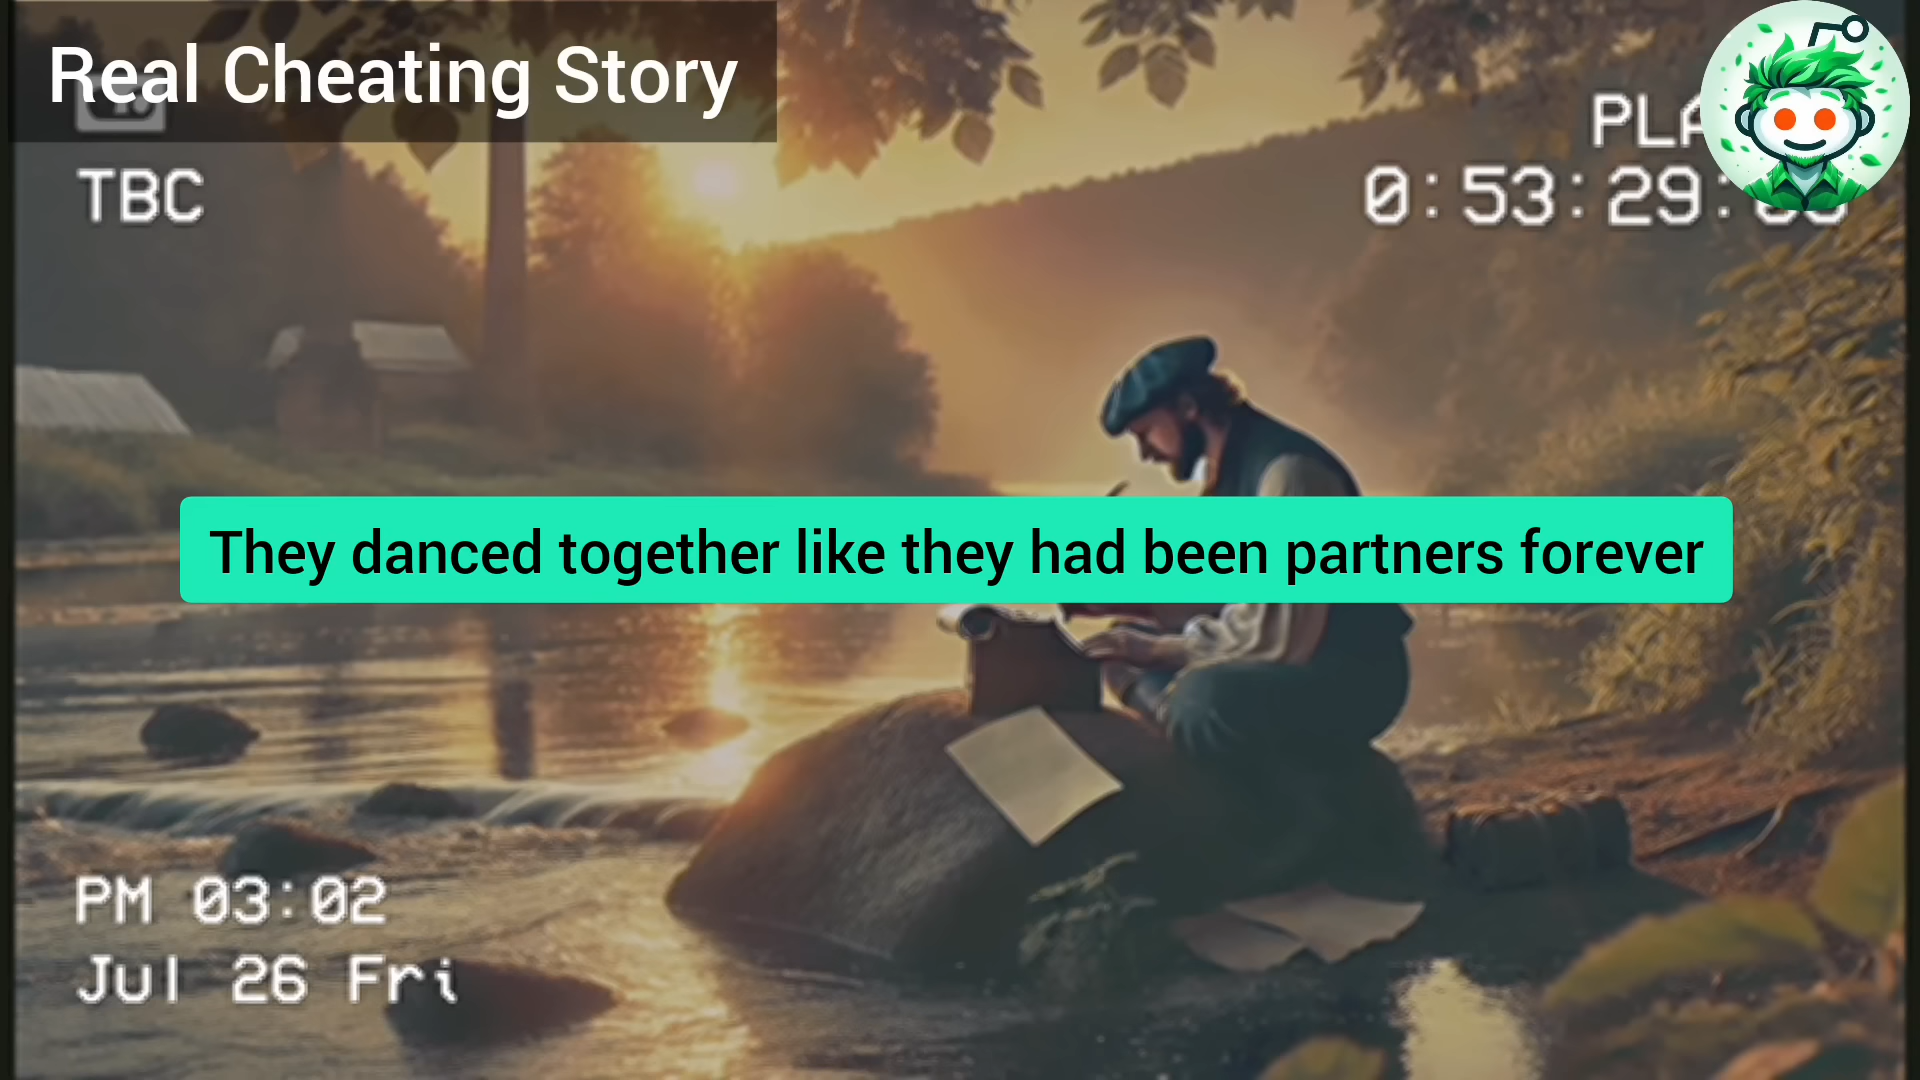 Real Cheating Story
TBC
0:53:29:
They danced together like they had been partners forever
PM 03:02
Jul 26 Fri